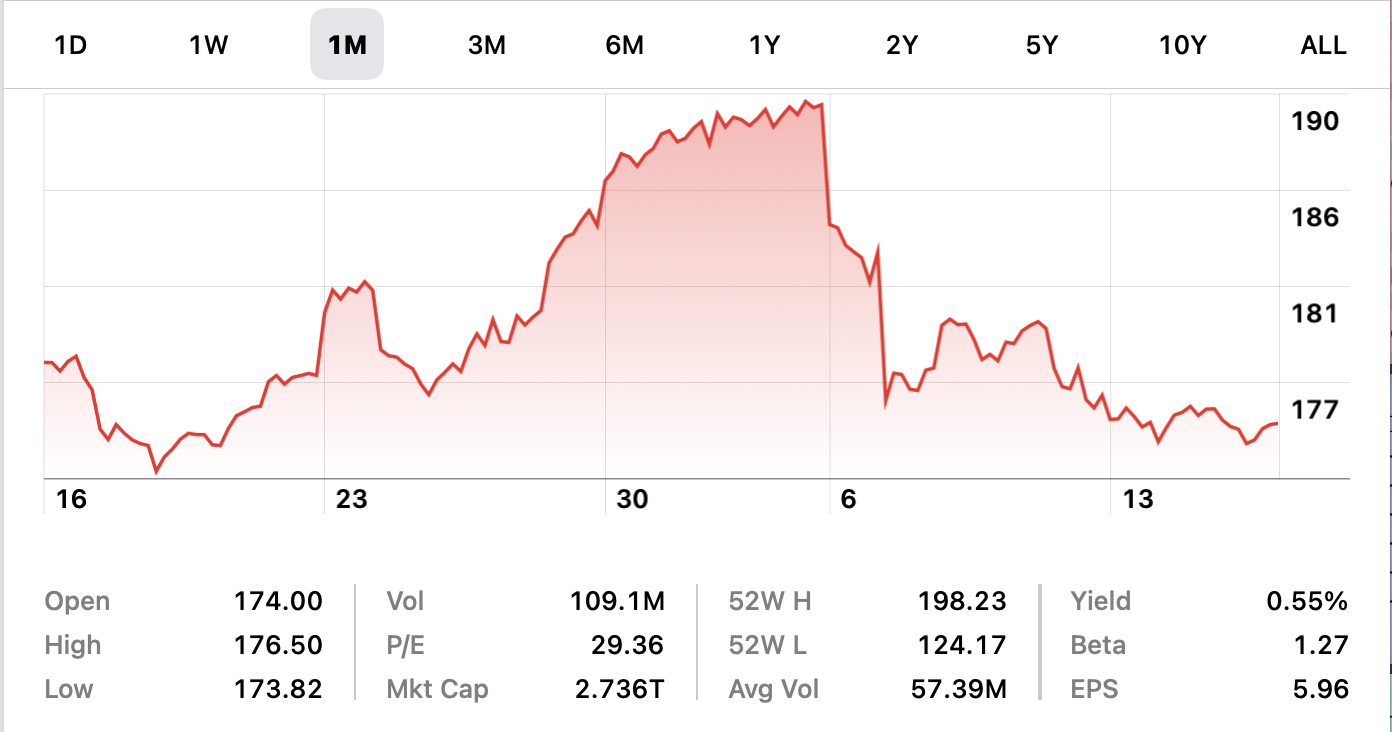 1D 1W 1M 3M 6M 1Y 2Y 5Y 10Y ALL
190
186
181
177
16 23 30 6 13
Open 174.00 Vol 109.1M 52W H 198.23 Yield 0.55%
High 176.50 P/E 29.36 52W L 124.17 Beta 1.27
Low 173.82 Mkt Cap 2.736T Avg Vol 57.39M EPS 5.96